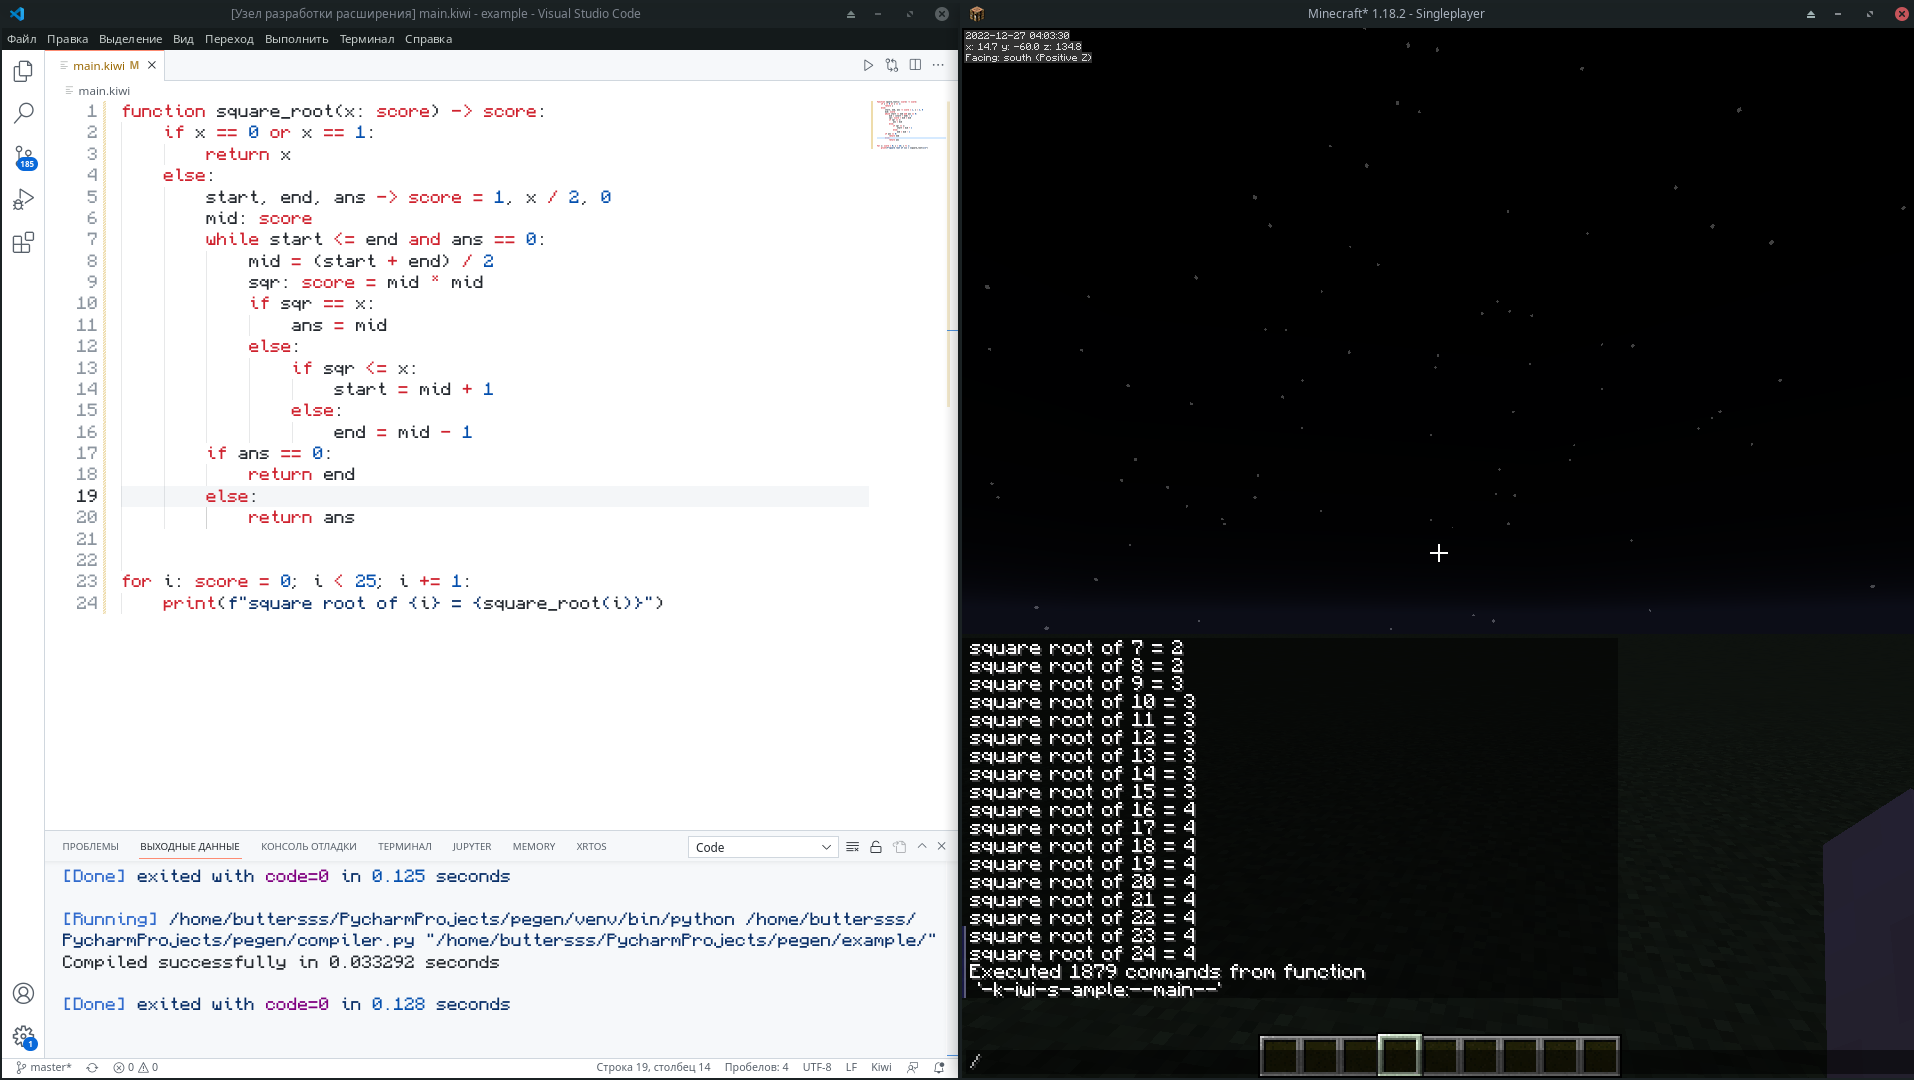 [Узел разработки расширения] main.kiwi - example - Visual Studio Code
Файл Правка Выделение Вид Переход Выполнить Терминал Справка
main.kiwi M
main.kiwi
1 function square_root(x: score) -> score:
2 if x == 0 or x == 1:
3 return x
4 else:
5 start, end, ans -> score = 1, x / 2, 0
6 mid: score
7 while start <= end and ans == 0:
8 mid = (start + end) / 2
9 sqr: score = mid * mid
10 if sqr == x:
11 ans = mid
12 else:
13 if sqr <= x:
14 start = mid + 1
15 else:
16 end = mid - 1
17 if ans == 0:
18 return end
19 else:
20 return ans
21
22
23 for i: score = 0; i < 25; i += 1:
24 print(f"square root of {i} = {square_root(i)}")
185
1
ПРОБЛЕМЫ ВЫХОДНЫЕ ДАННЫЕ КОНСОЛЬ ОТЛАДКИ ТЕРМИНАЛ JUPYTER MEMORY XRTOS Code
[Done] exited with code=0 in 0.125 seconds
[Running] /home/buttersss/PycharmProjects/pegen/venv/bin/python /home/buttersss/
PycharmProjects/pegen/compiler.py "/home/buttersss/PycharmProjects/pegen/example/"
Compiled successfully in 0.033292 seconds
[Done] exited with code=0 in 0.128 seconds
master* 0 0 Строка 19, столбец 14 Пробелов: 4 UTF-8 LF Kiwi
Minecraft* 1.18.2 - Singleplayer
2022-12-27 04:03:30
x: 14.7 y: -60.0 z: 134.8
Facing: south (Positive Z)
square root of 7 = 2
square root of 8 = 2
square root of 9 = 3
square root of 10 = 3
square root of 11 = 3
square root of 12 = 3
square root of 13 = 3
square root of 14 = 3
square root of 15 = 3
square root of 16 = 4
square root of 17 = 4
square root of 18 = 4
square root of 19 = 4
square root of 20 = 4
square root of 21 = 4
square root of 22 = 4
square root of 23 = 4
square root of 24 = 4
Executed 1879 commands from function
'-k-iwi-s-ample:--main--'
/